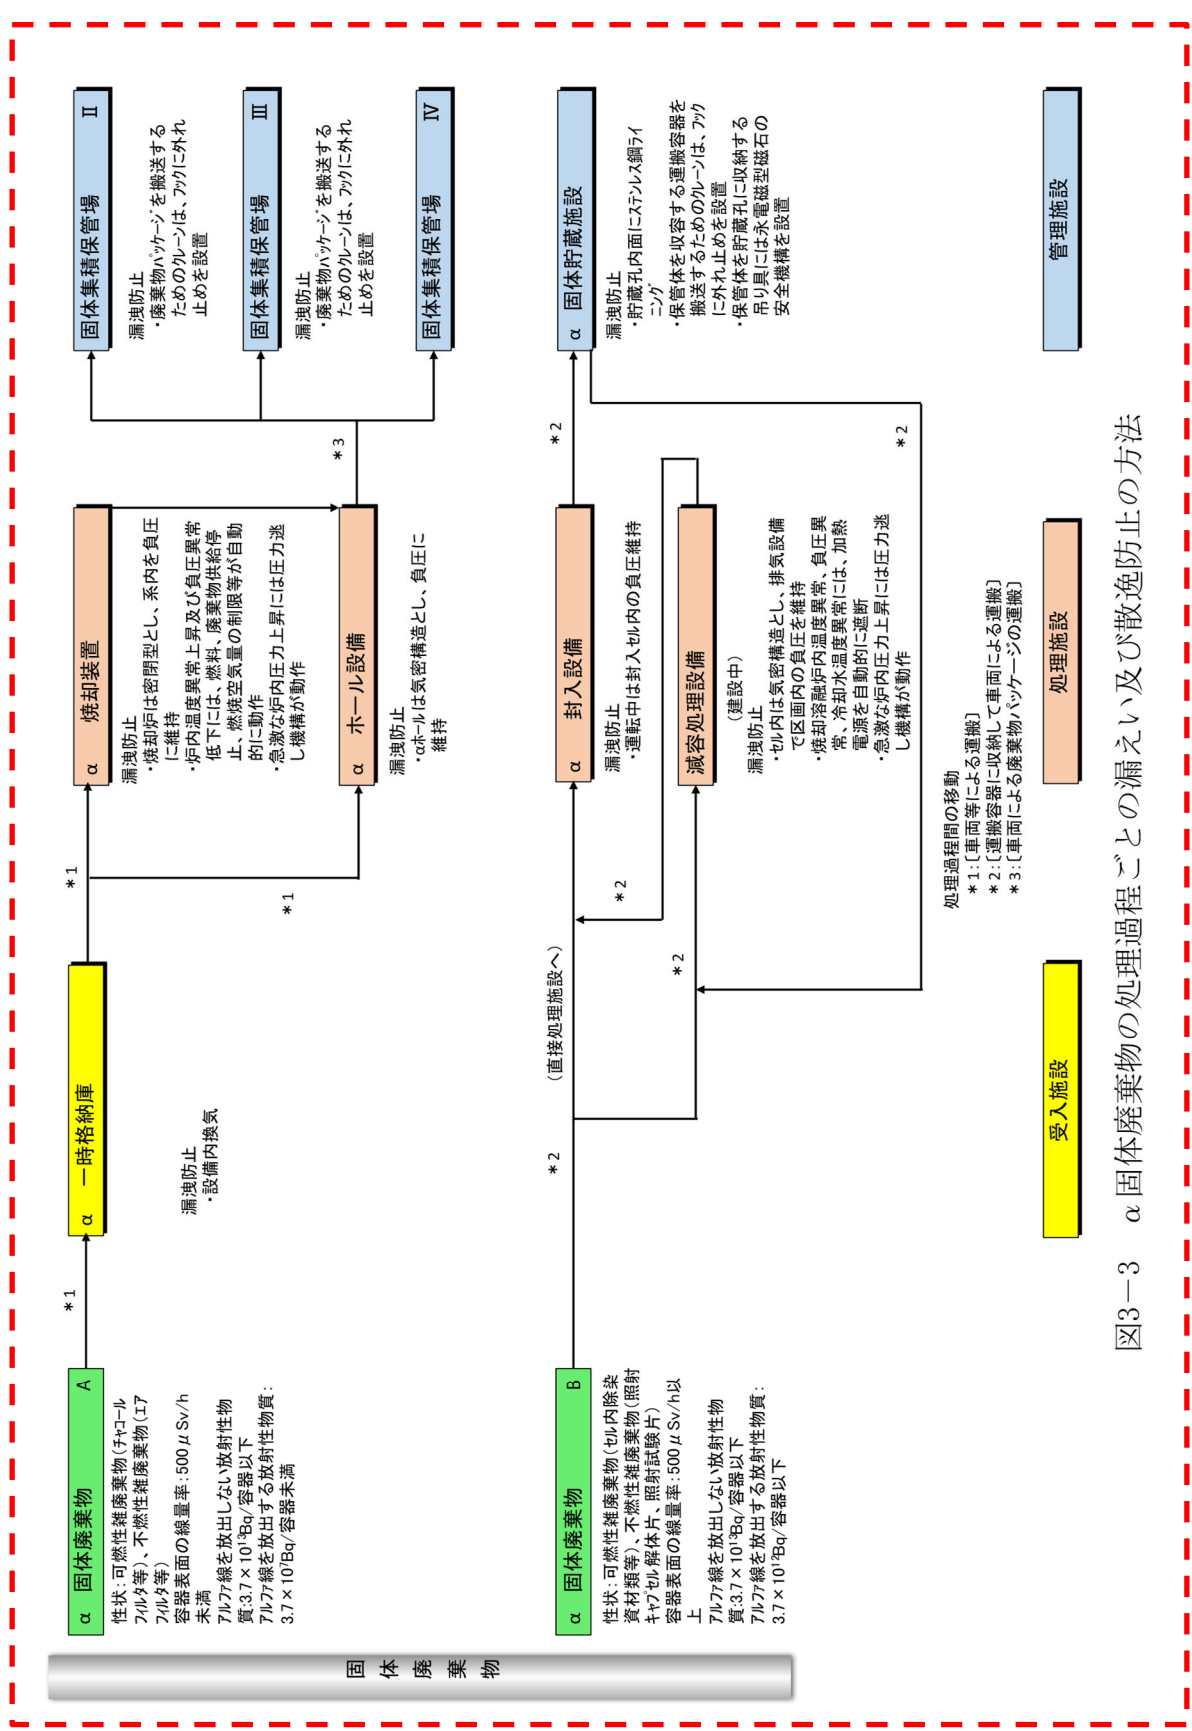 固体廃棄物
α 固体廃棄物 A
性状：可燃性雑廃棄物（チャコール
フィルタ等）、不燃性雑廃棄物（エア
フィルタ等）
容器表面の線量率：500μSv/h
未満
アルファ線を放出しない放射性物
質：3.7×10¹³Bq/容器以下
アルファ線を放出する放射性物質：
3.7×10⁷Bq/容器未満
＊1
α 一時格納庫
漏洩防止
・設備内換気
＊1
＊1
α 焼却装置
漏洩防止
・焼却炉は密閉型とし、系内を負圧
に維持
・炉内温度異常上昇及び負圧異常
低下には、燃料、廃棄物供給停
止、燃焼空気量の制限等が自動
的に動作
・急激な炉内圧力上昇には圧力逃
し機構が動作
α ホール設備
漏洩防止
・αホールは気密構造とし、負圧に
維持
＊3
固体集積保管場 Ⅱ
漏洩防止
・廃棄物パッケージを搬送する
ためのクレーンは、フックに外れ
止めを設置
固体集積保管場 Ⅲ
漏洩防止
・廃棄物パッケージを搬送する
ためのクレーンは、フックに外れ
止めを設置
固体集積保管場 Ⅳ
α 固体廃棄物 B
性状：可燃性雑廃棄物（セル内除染
資材類等）、不燃性雑廃棄物（照射
キャプセル解体片、照射試験片）
容器表面の線量率：500μSv/h以
上
アルファ線を放出しない放射性物
質：3.7×10¹³Bq/容器以下
アルファ線を放出する放射性物質：
3.7×10¹²Bq/容器以下
＊2
（直接処理施設へ）
＊2
＊2
α 封入設備
漏洩防止
・運転中は封入セル内の負圧維持
減容処理設備
（建設中）
漏洩防止
・セル内は気密構造とし、排気設備
で区画内の負圧を維持
・焼却溶融炉内温度異常、負圧異
常、冷却水温度異常には、加熱
電源を自動的に遮断
・急激な炉内圧力上昇には圧力逃
し機構が動作
＊2
＊2
α 固体貯蔵施設
漏洩防止
・貯蔵孔内面にステンレス鋼ライ
ニング
・保管体を収容する運搬容器を
搬送するためのクレーンは、フック
に外れ止めを設置
・保管体を貯蔵孔に収納する
吊り具には永電磁型磁石の
安全機構を設置
処理過程間の移動
＊1：［車両等による運搬］
＊2：［運搬容器に収納して車両による運搬］
＊3：［車両による廃棄物パッケージの運搬］
受入施設
処理施設
管理施設
図3－3 α固体廃棄物の処理過程ごとの漏えい及び散逸防止の方法